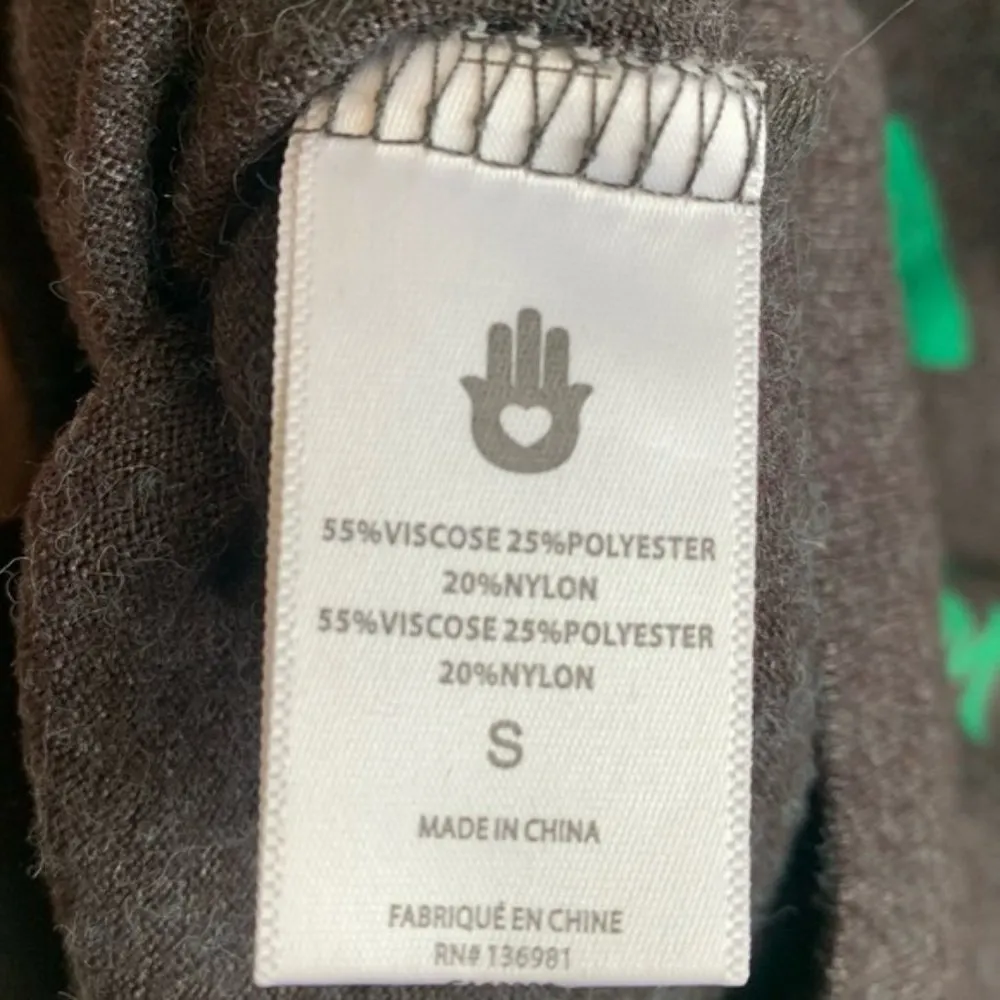 55%VISCOSE 25%POLYESTER
20%NYLON
55%VISCOSE 25%POLYESTER
20%NYLON
S
MADE IN CHINA
FABRIQUÉ EN CHINE
RN# 136981